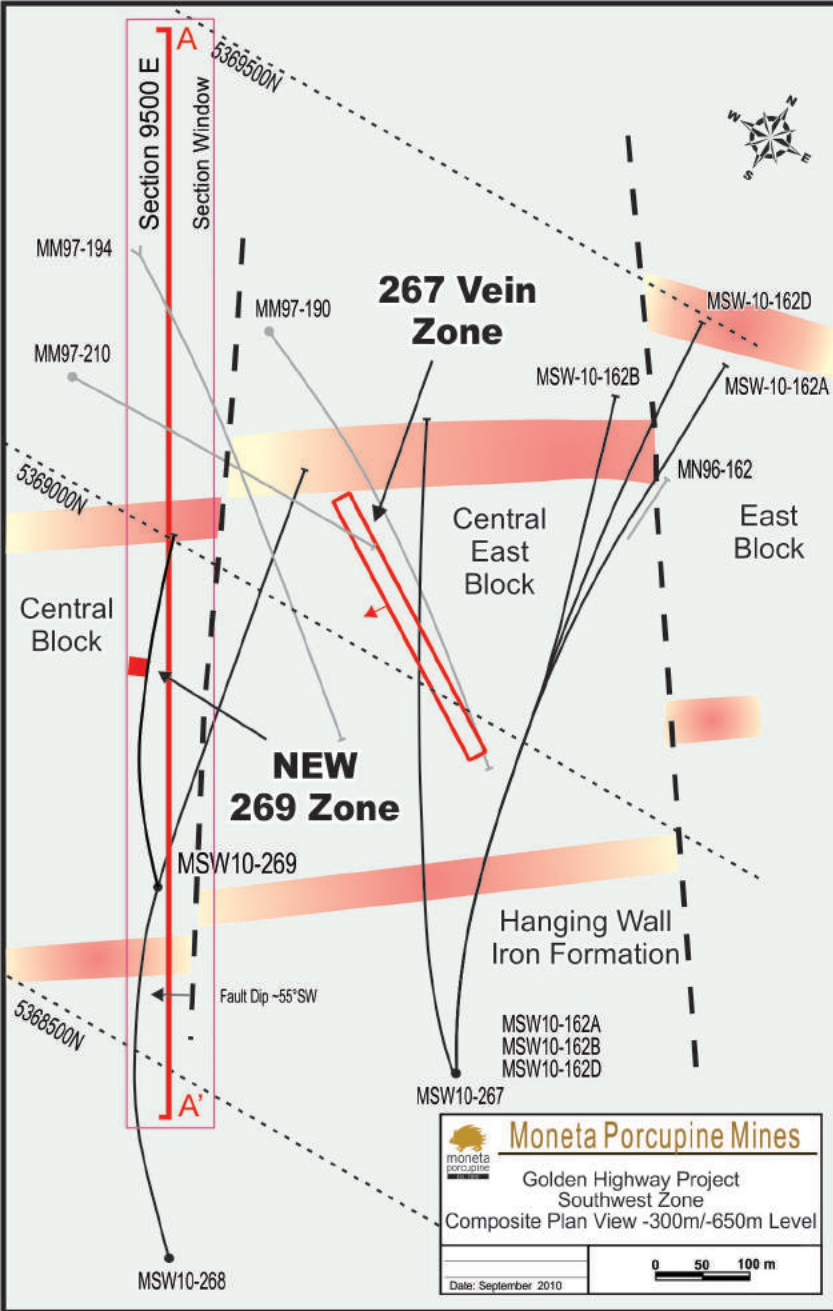 A
5369500N
Section 9500 E
Section Window
N
W
E
S
MM97-194
267 Vein
Zone
MM97-190
MSW-10-162D
MM97-210
MSW-10-162B
MSW-10-162A
MN96-162
5369000N
Central
East
Block
East
Block
Central
Block
NEW
269 Zone
MSW10-269
Hanging Wall
Iron Formation
Fault Dip ~55°SW
5368500N
MSW10-162A
MSW10-162B
MSW10-162D
MSW10-267
A'
MSW10-268
moneta
porcupine
Moneta Porcupine Mines
Golden Highway Project
Southwest Zone
Composite Plan View -300m/-650m Level
0 50 100 m
Date: September 2010